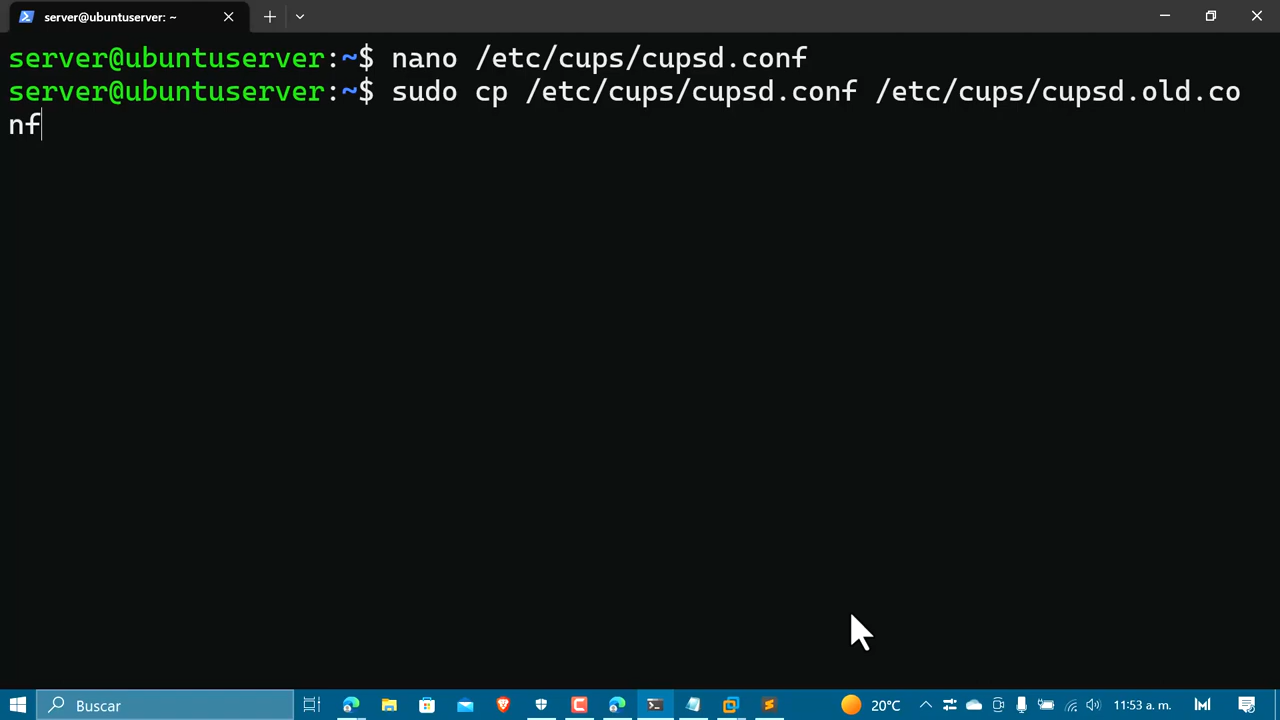 server@ubuntuserver: ~
server@ubuntuserver:~$ nano /etc/cups/cupsd.conf
server@ubuntuserver:~$ sudo cp /etc/cups/cupsd.conf /etc/cups/cupsd.old.co
nf
Buscar
20°C
11:53 a. m.